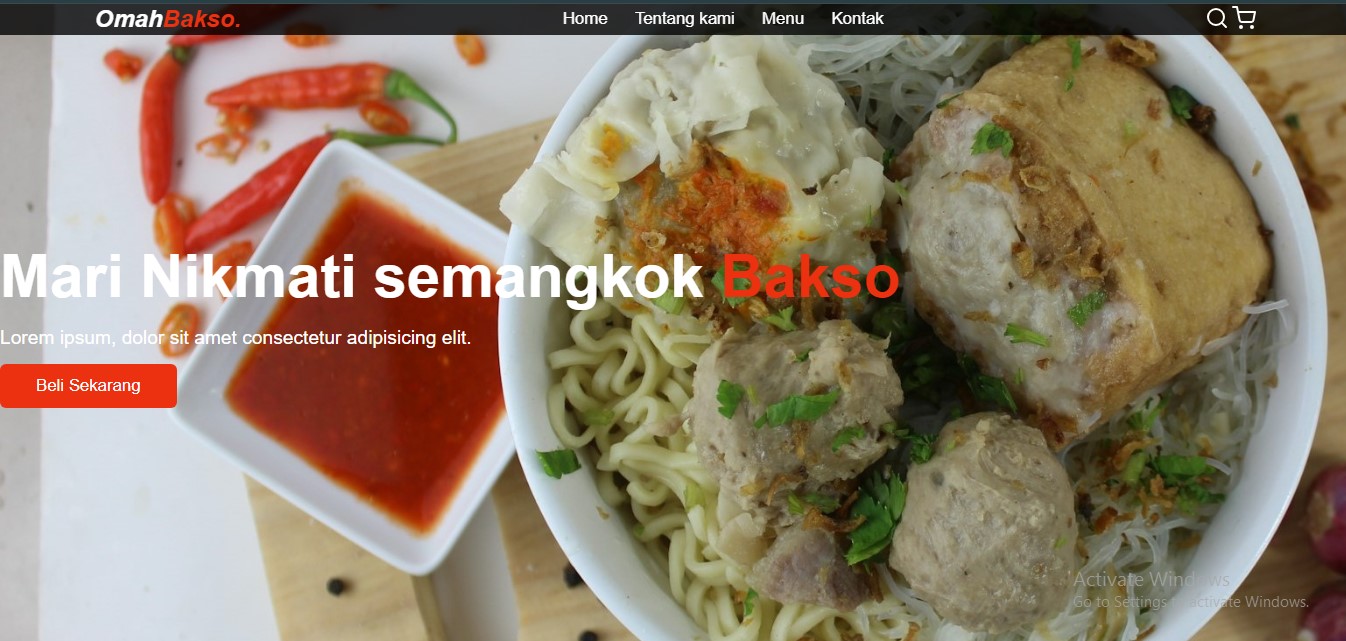 OmahBakso.
Home Tentang kami Menu Kontak
Mari Nikmati semangkok Bakso
Lorem ipsum, dolor sit amet consectetur adipisicing elit.
Beli Sekarang
Activate Windows
Go to Settings to activate Windows.